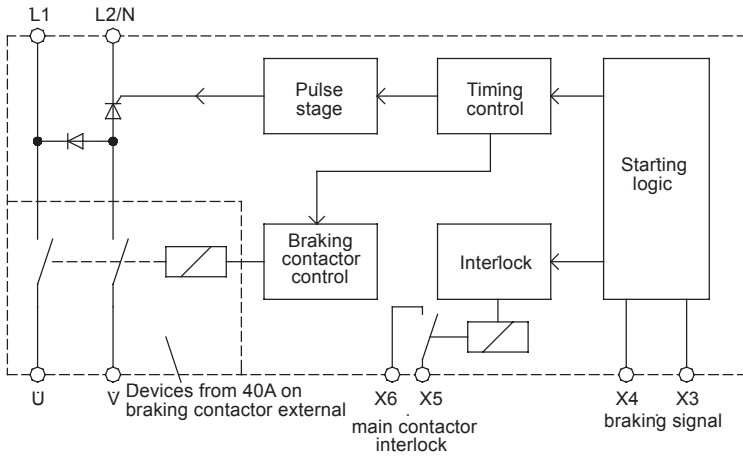 L1
L2/N
Pulse
stage
Timing
control
Starting
logic
Braking
contactor
control
Interlock
U
V
Devices from 40A on
braking contactor external
X6
X5
X4
X3
main contactor
interlock
braking signal